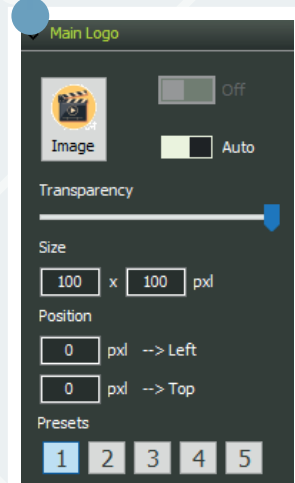 Main Logo
Off
Image
Auto
Transparency
Size
100 x 100 pxl
Position
0 pxl --> Left
0 pxl --> Top
Presets
1 2 3 4 5